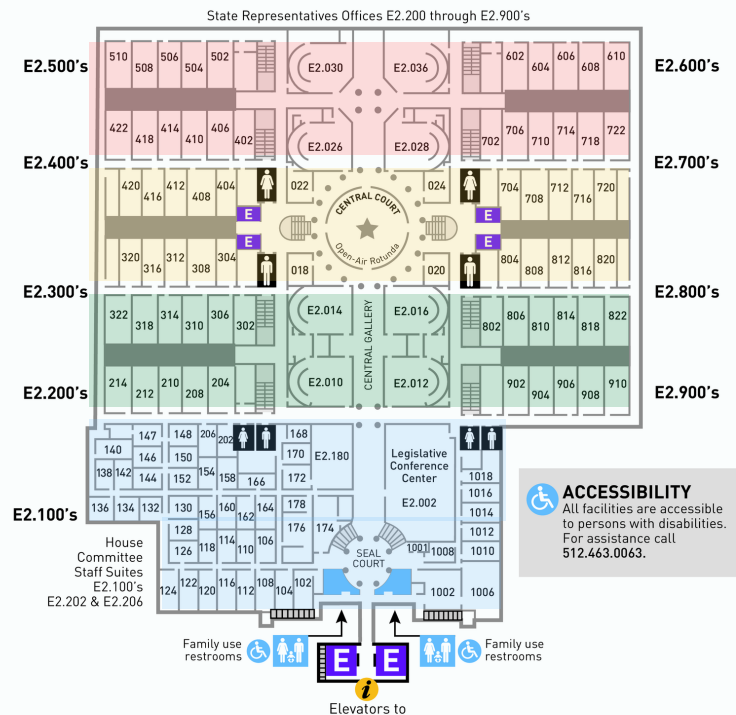 State Representatives Offices E2.200 through E2.900's
E2.500's
510
508
506
504
502
E2.030
E2.036
602
604
606
608
610
E2.600's
422
418
414
410
406
402
E2.026
E2.028
702
706
710
714
718
722
E2.400's
E2.700's
420
416
412
408
404
022
CENTRAL COURT
024
704
708
712
716
720
E
E
E
E
320
316
312
308
304
018
Open-Air Rotunda
020
804
808
812
816
820
E2.300's
E2.800's
322
318
314
310
306
302
E2.014
CENTRAL GALLERY
E2.016
802
806
810
814
818
822
E2.200's
214
212
210
208
204
E2.010
E2.012
902
904
906
908
910
E2.900's
147
148
206
202
168
140
146
150
170
E2.180
Legislative
Conference
Center
E2.002
138
142
144
152
154
158
166
172
1018
1016
136
134
132
130
156
160
162
164
178
176
174
1014
E2.100's
128
126
118
114
110
106
SEAL
COURT
1001
1008
1012
1010
House
Committee
Staff Suites
E2.100's
E2.202 & E2.206
124
122
120
116
112
108
104
102
1002
1006
ACCESSIBILITY
All facilities are accessible
to persons with disabilities.
For assistance call
512.463.0063.
Family use
restrooms
Family use
restrooms
E
E
i
Elevators to